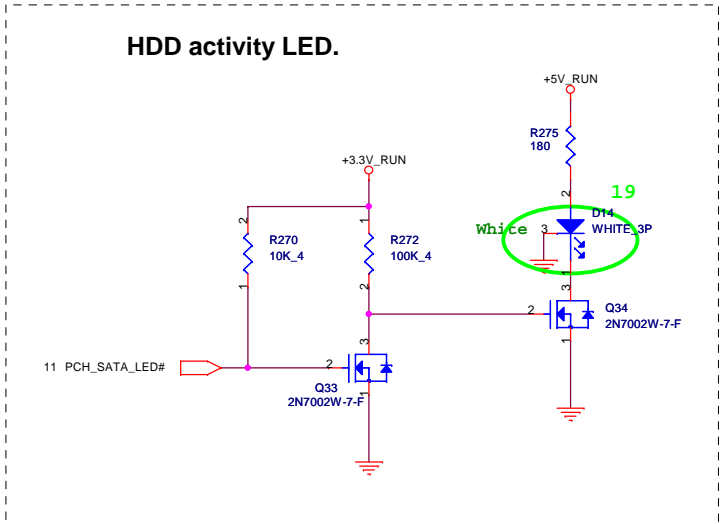 HDD activity LED.
+5V_RUN
R275
180
2
19
+3.3V_RUN
D14
White
3
WHITE_3P
1
2
1
R270
10K_4
R272
100K_4
1
2
3
2
Q34
2N7002W-7-F
1
3
11 PCH_SATA_LED#
2
Q33
2N7002W-7-F
1